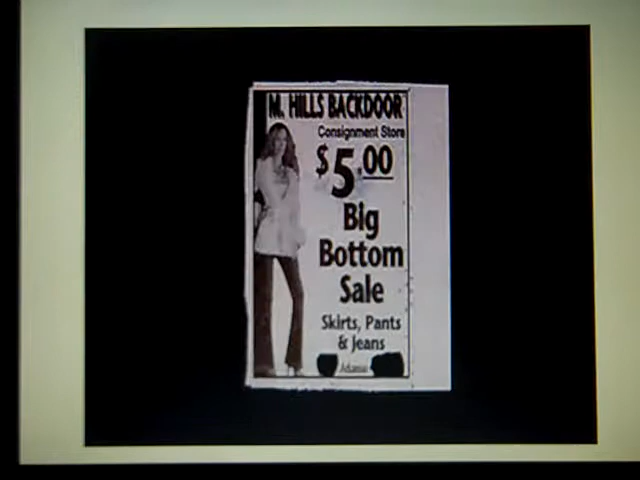 M. HILLS BACKDOOR
Consignment Store
$5.00
Big
Bottom
Sale
Skirts, Pants
& Jeans